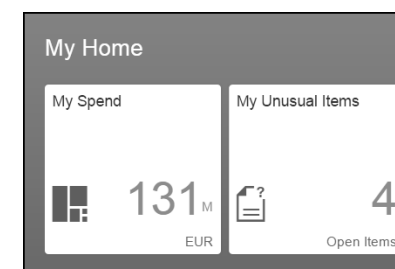 My Home
My Spend
131 M
EUR
My Unusual Items
?
4
Open Items